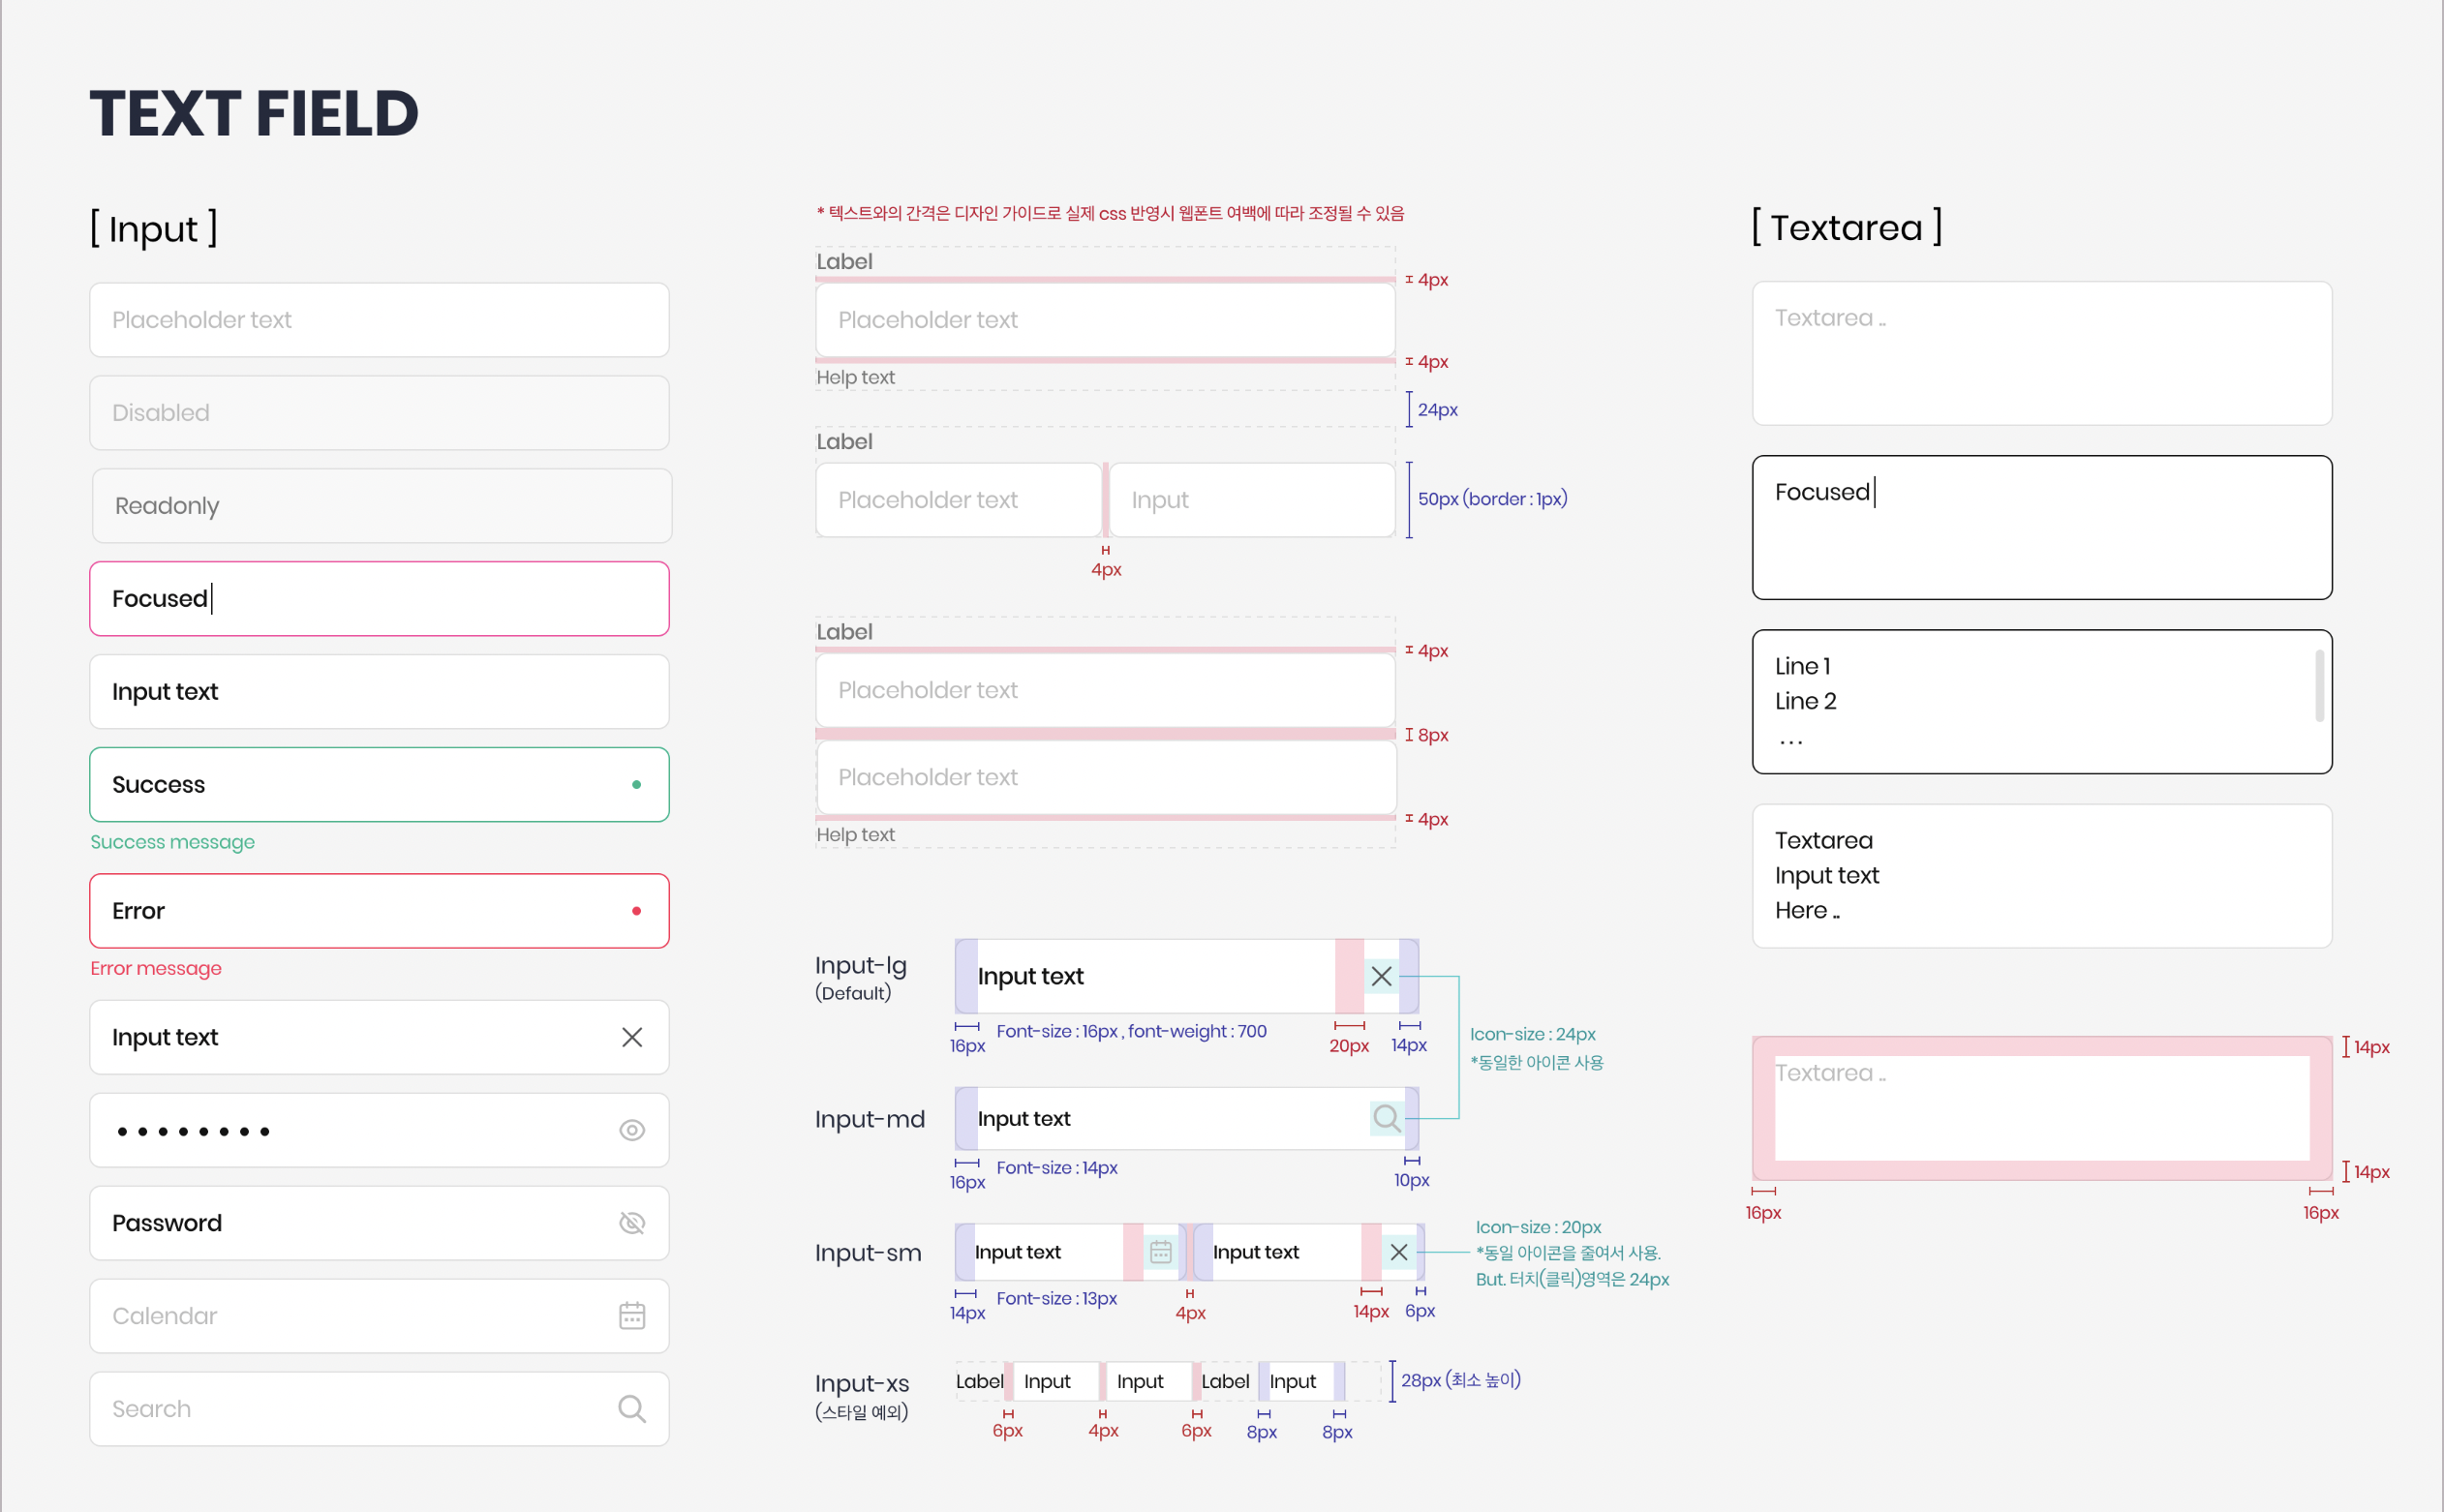 TEXT FIELD
[ Input ]
Placeholder text
Disabled
Readonly
Focused
Input text
Success
Success message
Error
Error message
Input text
Password
Calendar
Search
* 텍스트와의 간격은 디자인 가이드로 실제 css 반영시 웹폰트 여백에 따라 조정될 수 있음
Label
4px
Placeholder text
4px
Help text
24px
Label
Placeholder text
Input
50px (border : 1px)
4px
Label
4px
Placeholder text
8px
Placeholder text
4px
Help text
Input-lg
(Default)
Input text
16px
Font-size : 16px , font-weight : 700
20px
14px
Icon-size : 24px
*동일한 아이콘 사용
Input-md
Input text
16px
Font-size : 14px
10px
Input-sm
Input text
Input text
14px
Font-size : 13px
4px
14px
6px
Icon-size : 20px
*동일 아이콘을 줄여서 사용.
But. 터치(클릭)영역은 24px
Input-xs
(스타일 예외)
Label
Input
Input
Label
Input
28px (최소 높이)
6px
4px
6px
8px
8px
[ Textarea ]
Textarea ..
Focused
Line 1
Line 2
...
Textarea
Input text
Here ..
Textarea ..
14px
14px
16px
16px